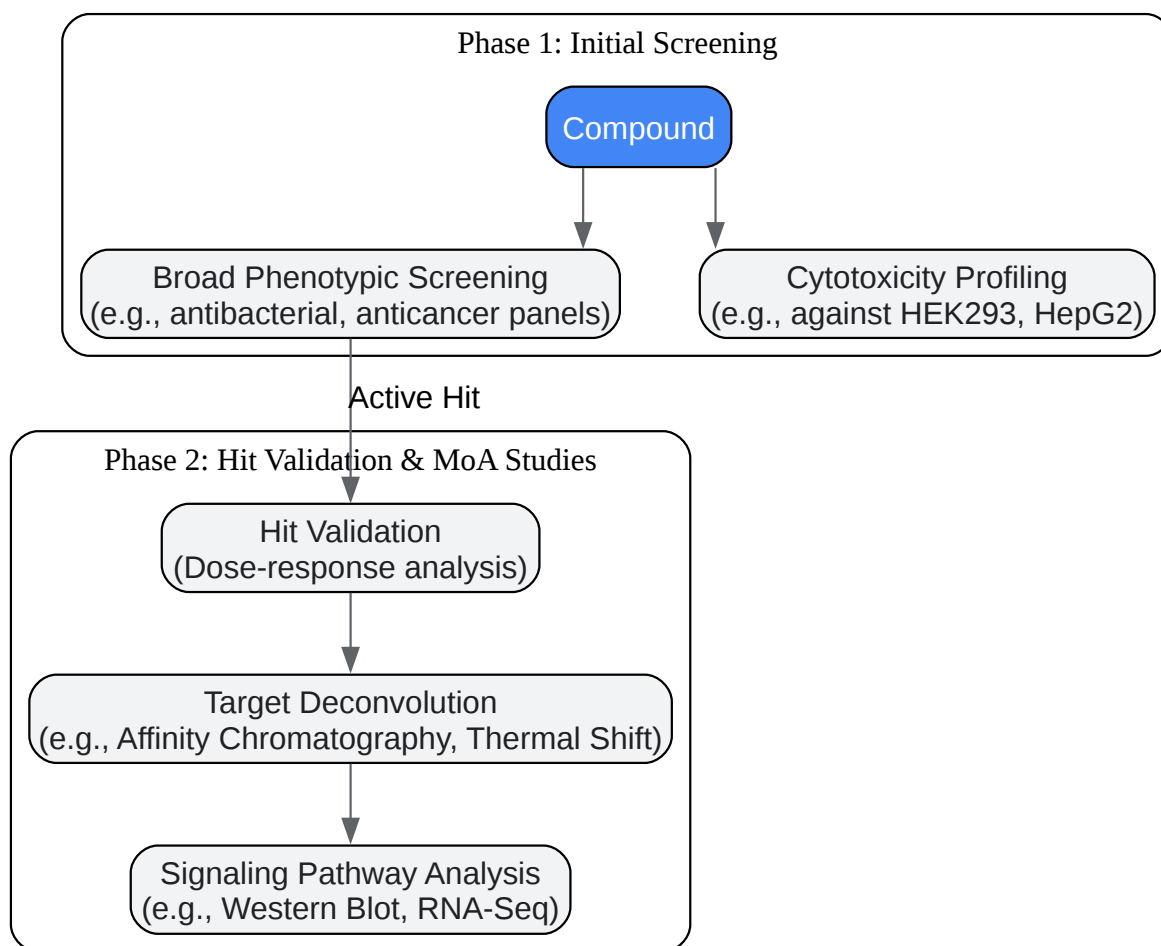 Phase 1: Initial Screening
Compound
Broad Phenotypic Screening
(e.g., antibacterial, anticancer panels)
Cytotoxicity Profiling
(e.g., against HEK293, HepG2)
Active Hit
Phase 2: Hit Validation & MoA Studies
Hit Validation
(Dose-response analysis)
Target Deconvolution
(e.g., Affinity Chromatography, Thermal Shift)
Signaling Pathway Analysis
(e.g., Western Blot, RNA-Seq)